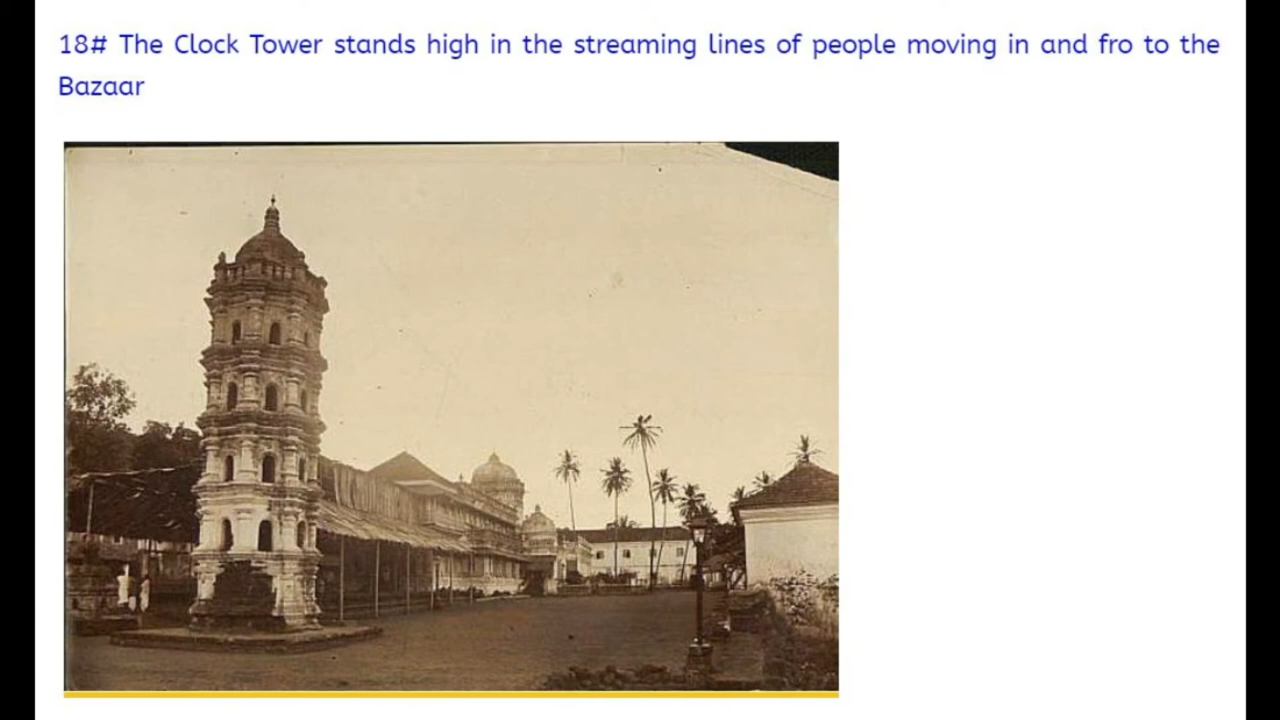 18# The Clock Tower stands high in the streaming lines of people moving in and fro to the
Bazaar